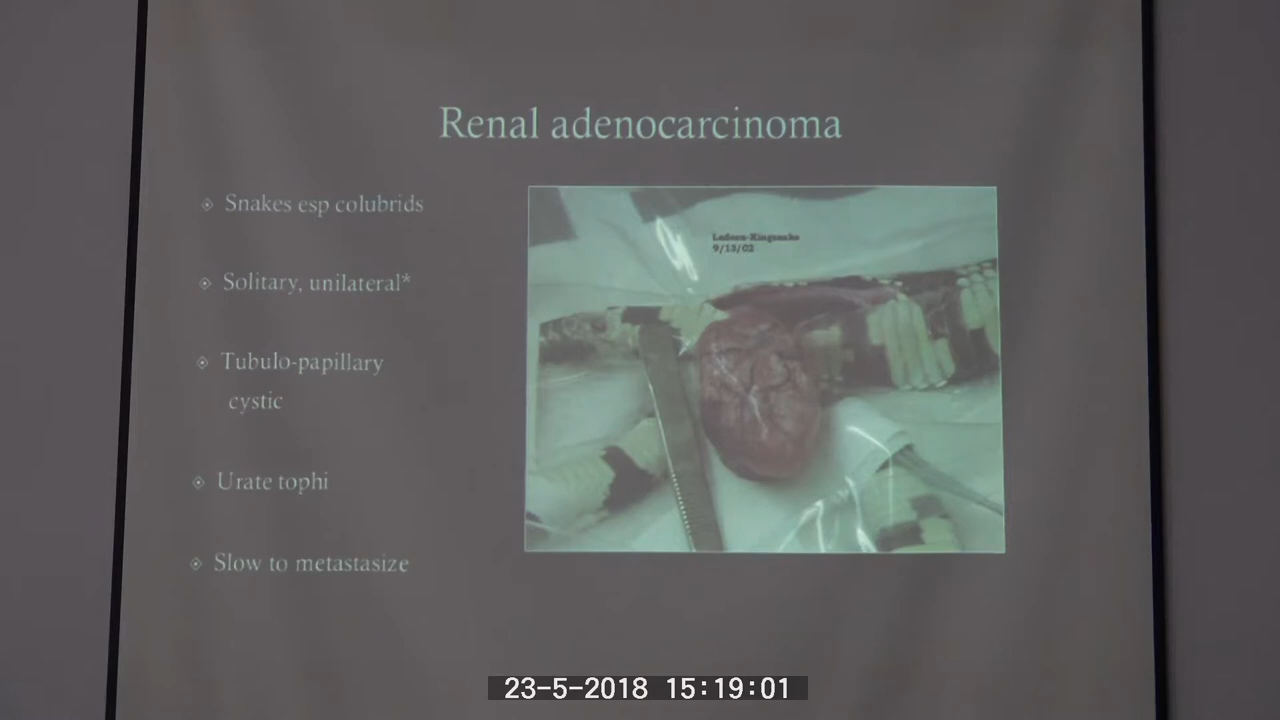 Renal adenocarcinoma
Snakes esp colubrids
Solitary, unilateral*
Tubulo-papillary
cystic
Urate tophi
Slow to metastasize
9/13/02
23-5-2018 15:19:01